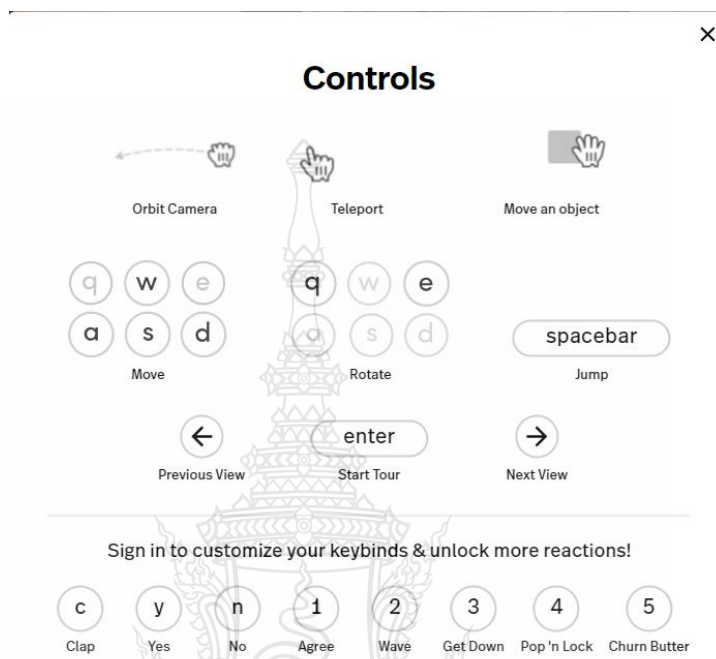 Controls
Orbit Camera Teleport Move an object
q w e q w e
a s d a s d spacebar
Move Rotate Jump
enter
Previous View Start Tour Next View
Sign in to customize your keybinds & unlock more reactions!
c y n 1 2 3 4 5
Clap Yes No Agree Wave Get Down Pop 'n Lock Churn Butter